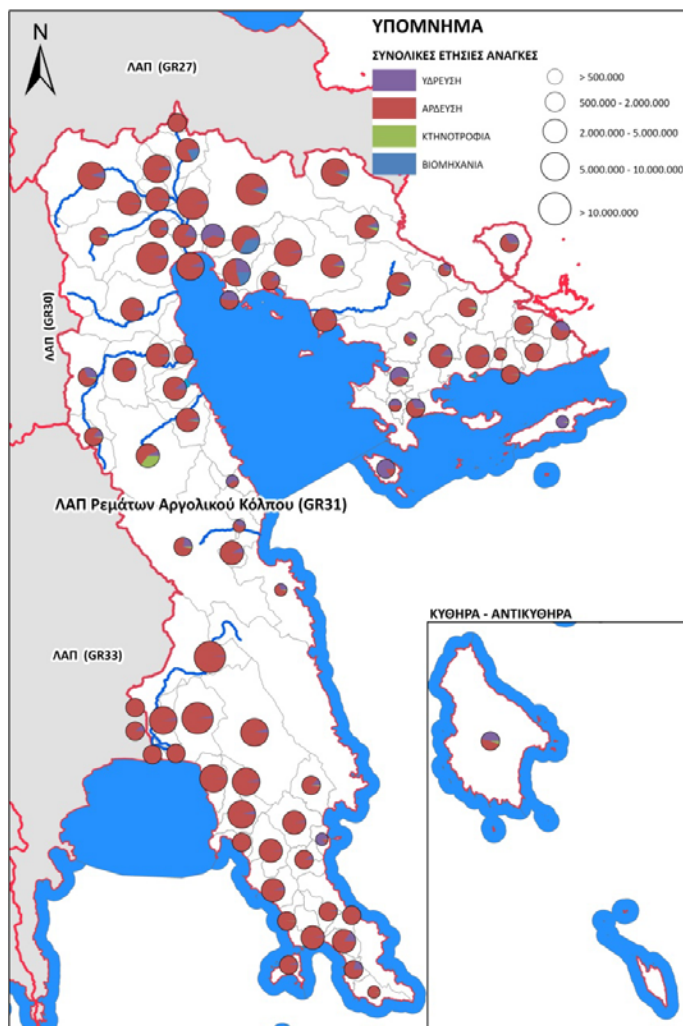 ΥΠΟΜΝΗΜΑ
ΣΥΝΟΛΙΚΕΣ ΕΤΗΣΙΕΣ ΑΝΑΓΚΕΣ
ΥΔΡΕΥΣΗ
ΑΡΔΕΥΣΗ
ΚΤΗΝΟΤΡΟΦΙΑ
ΒΙΟΜΗΧΑΝΙΑ
> 500.000
500.000 - 2.000.000
2.000.000 - 5.000.000
5.000.000 - 10.000.000
> 10.000.000
N
ΛΑΠ (GR27)
ΛΑΠ (GR30)
ΛΑΠ Ρεμάτων Αργολικού Κόλπου (GR31)
ΛΑΠ (GR33)
ΚΥΘΗΡΑ - ΑΝΤΙΚΥΘΗΡΑ